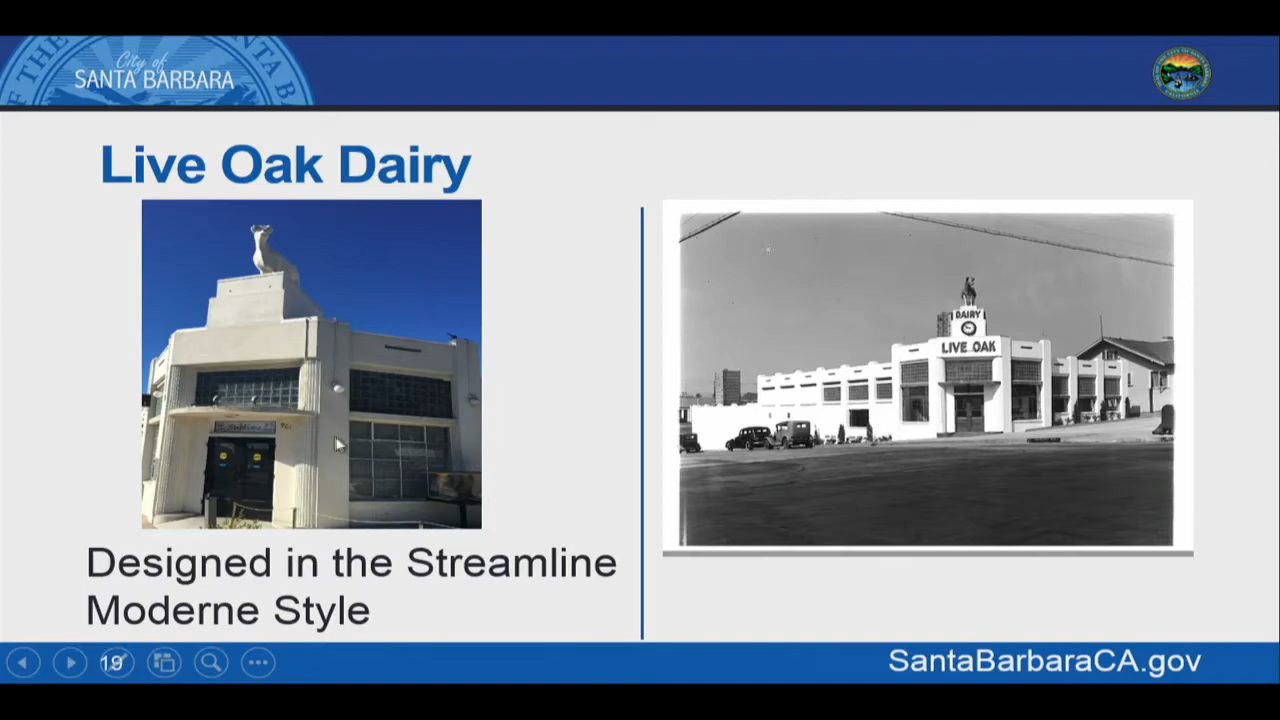 City of
SANTA BARBARA
Live Oak Dairy
DAIRY
LIVE OAK
Designed in the Streamline
Moderne Style
19
SantaBarbaraCA.gov